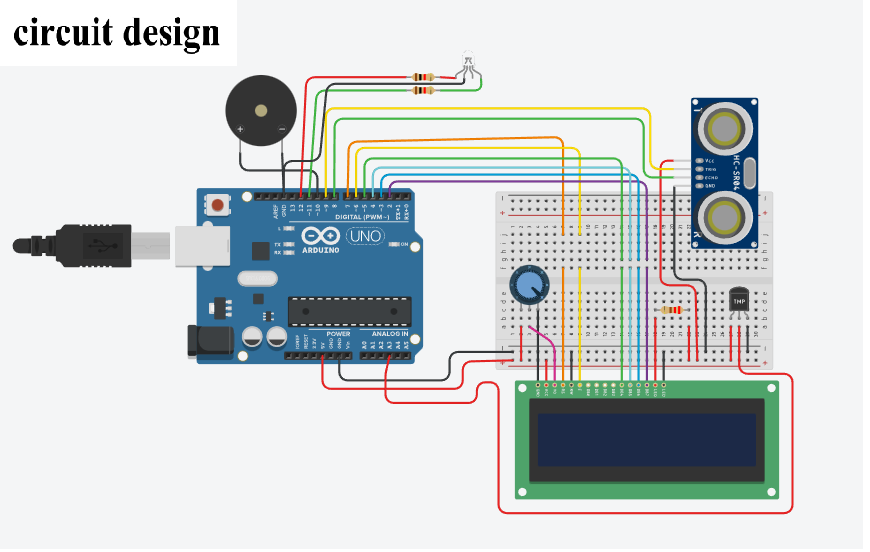 circuit design
HC-SR04
Vcc
TRIG
ECHO
GND
AREF
GND
13
12
~11
~10
~9
8
7
~6
~5
4
~3
2
TX→1
RX←0
DIGITAL (PWM~)
L
TX
RX
UNO
ARDUINO
ON
TMP
POWER
ANALOG IN
RESET
3.3V
5V
GND
GND
Vin
A0
A1
A2
A3
A4
A5